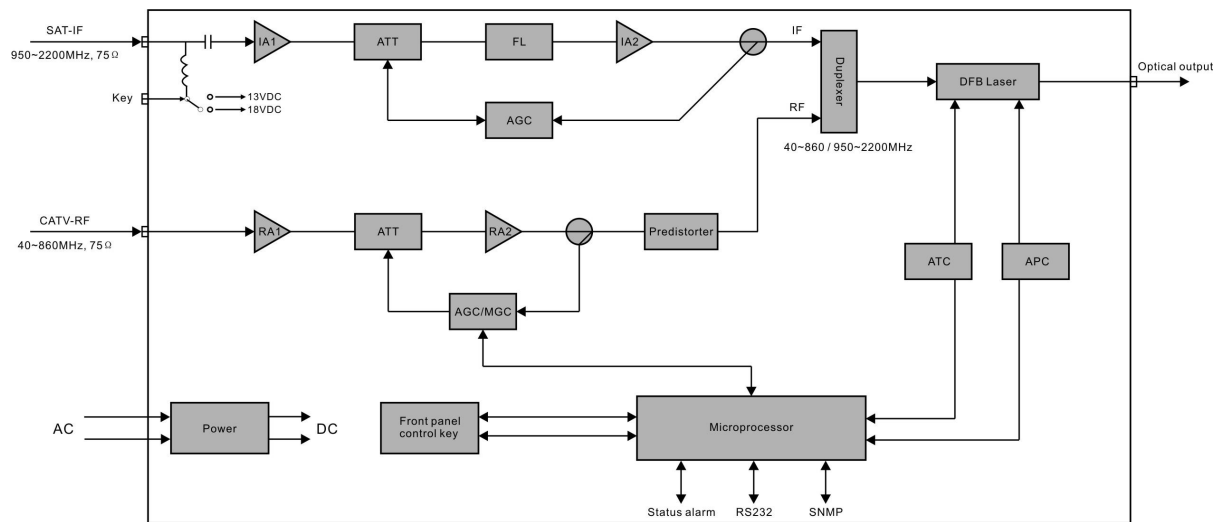 SAT-IF
950~2200MHz, 75Ω
IA1
ATT
FL
IA2
IF
Key
13VDC
18VDC
AGC
RF
Duplexer
40~860 / 950~2200MHz
DFB Laser
Optical output
CATV-RF
40~860MHz, 75Ω
RA1
ATT
RA2
Predistorter
AGC/MGC
ATC
APC
AC
Power
DC
Front panel
control key
Microprocessor
Status alarm
RS232
SNMP